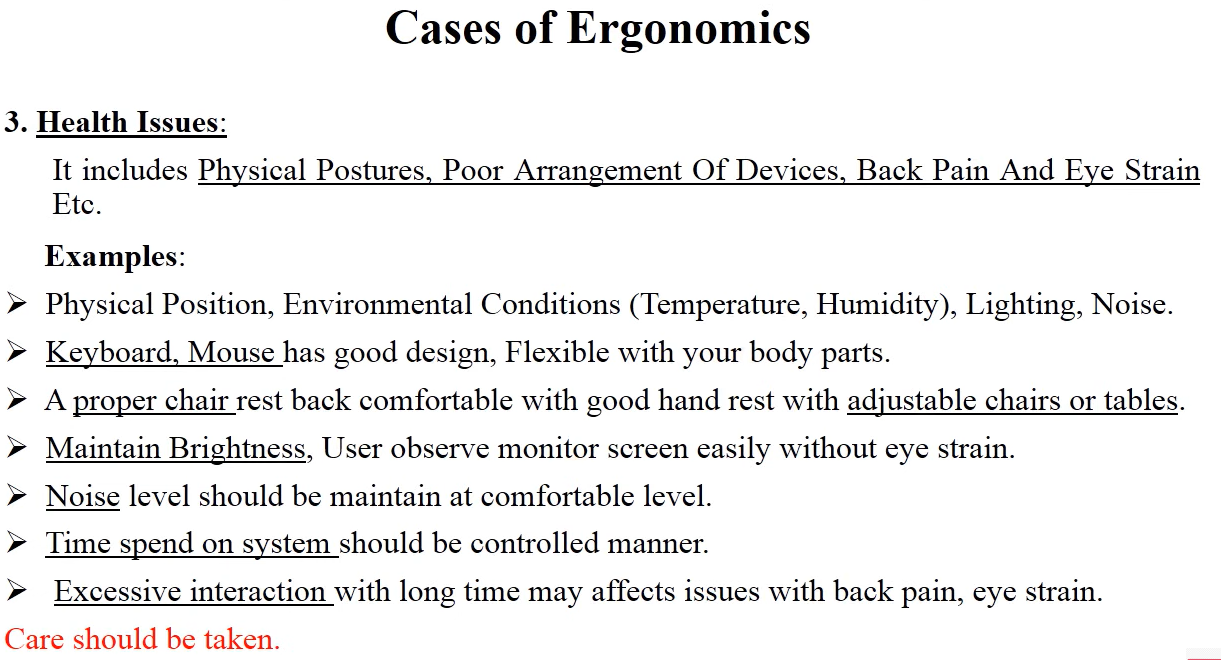 Cases of Ergonomics
3. Health Issues:
It includes Physical Postures, Poor Arrangement Of Devices, Back Pain And Eye Strain
Etc.
Examples:
➢ Physical Position, Environmental Conditions (Temperature, Humidity), Lighting, Noise.
➢ Keyboard, Mouse has good design, Flexible with your body parts.
➢ A proper chair rest back comfortable with good hand rest with adjustable chairs or tables.
➢ Maintain Brightness, User observe monitor screen easily without eye strain.
➢ Noise level should be maintain at comfortable level.
➢ Time spend on system should be controlled manner.
➢ Excessive interaction with long time may affects issues with back pain, eye strain.
Care should be taken.